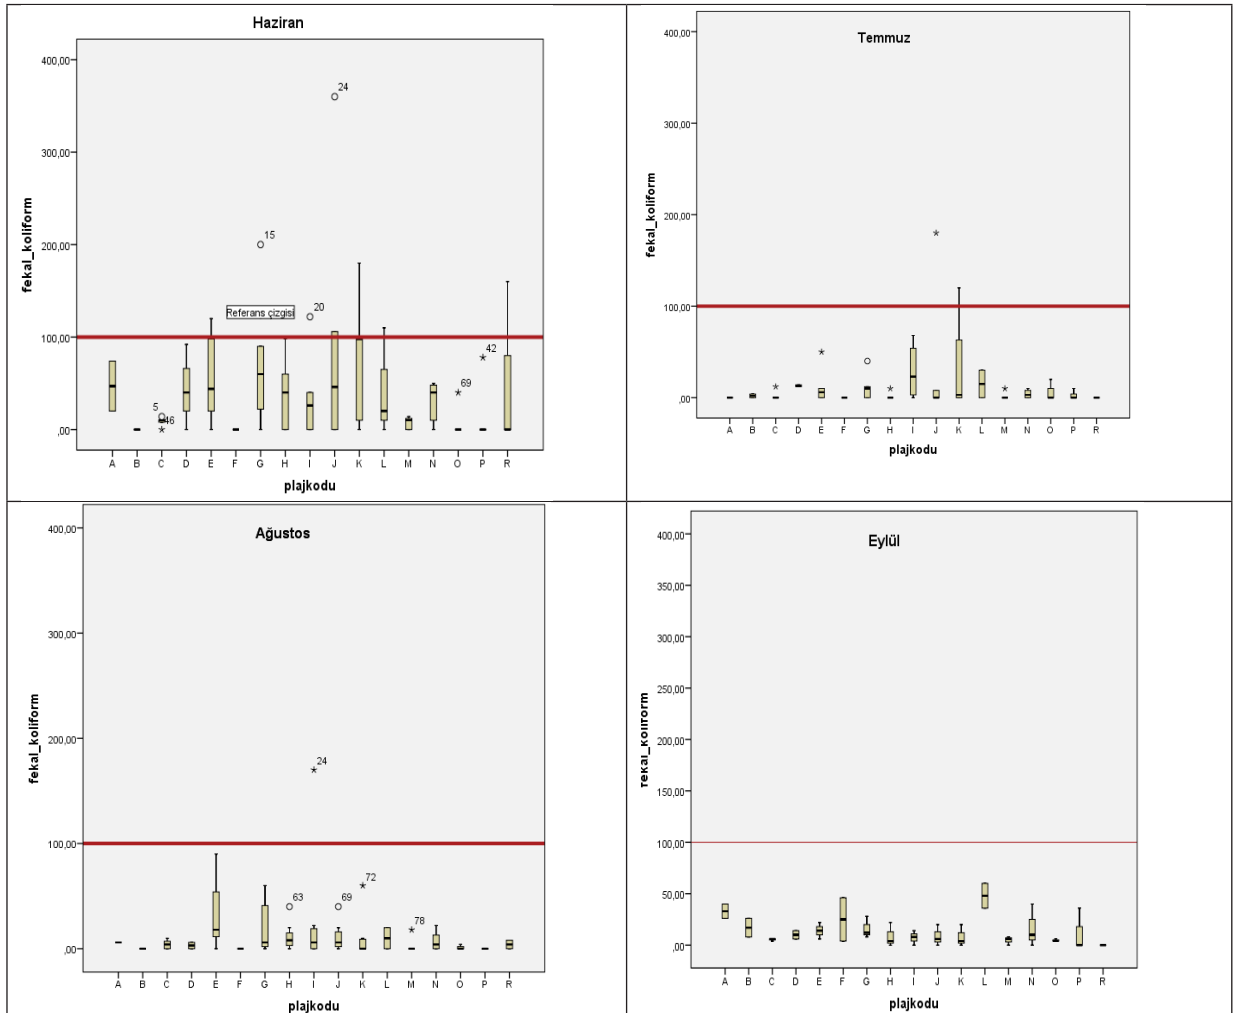 Haziran
400,00
300,00
200,00
100,00
,00
fekal_koliform
24
15
20
Referans çizgisi
42
5
69
46
A B C D E F G H I J K L M N O P R
plajkodu
Temmuz
400,00
300,00
200,00
100,00
,00
fekal_koliform
A B C D E F G H I J K L M N O P R
plajkodu
Ağustos
400,00
300,00
200,00
100,00
,00
fekal_koliform
24
72
63
69
78
A B C D E F G H I J K L M N O P R
plajkodu
Eylül
400,00
350,00
300,00
250,00
200,00
150,00
100,00
50,00
,00
fekal_koliform
A B C D E F G H I J K L M N O P R
plajkodu